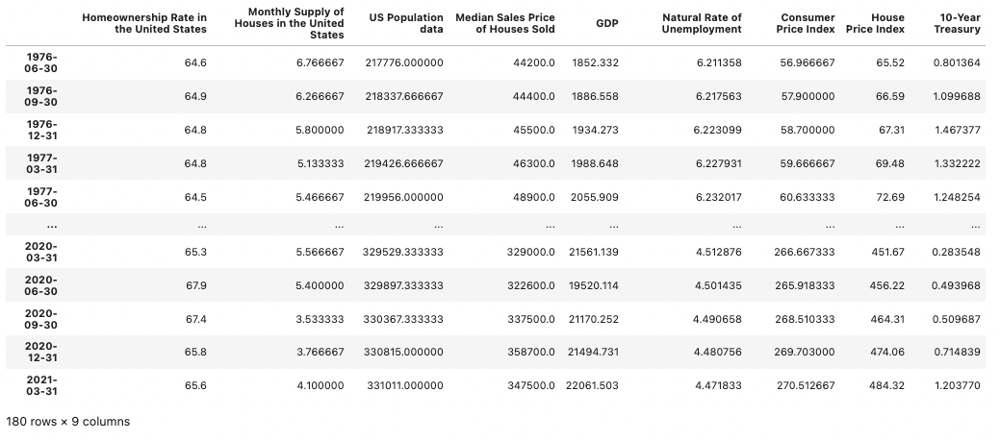 Homeownership Rate in the United States Monthly Supply of Houses in the United States US Population data Median Sales Price of Houses Sold GDP Natural Rate of Unemployment Consumer Price Index House Price Index 10-Year Treasury
1976-06-30 64.6 6.766667 217776.000000 44200.0 1852.332 6.211358 56.966667 65.52 0.801364
1976-09-30 64.9 6.266667 218337.666667 44400.0 1886.558 6.217563 57.900000 66.59 1.099688
1976-12-31 64.8 5.800000 218917.333333 45500.0 1934.273 6.223099 58.700000 67.31 1.467377
1977-03-31 64.8 5.133333 219426.666667 46300.0 1988.648 6.227931 59.666667 69.48 1.332222
1977-06-30 64.5 5.466667 219956.000000 48900.0 2055.909 6.232017 60.633333 72.69 1.248254
... ... ... ... ... ... ... ... ... ...
2020-03-31 65.3 5.566667 329529.333333 329000.0 21561.139 4.512876 266.667333 451.67 0.283548
2020-06-30 67.9 5.400000 329897.333333 322600.0 19520.114 4.501435 265.918333 456.22 0.493968
2020-09-30 67.4 3.533333 330367.333333 337500.0 21170.252 4.490658 268.510333 464.31 0.509687
2020-12-31 65.8 3.766667 330815.000000 358700.0 21494.731 4.480756 269.703000 474.06 0.714839
2021-03-31 65.6 4.100000 331011.000000 347500.0 22061.503 4.471833 270.512667 484.32 1.203770
180 rows × 9 columns